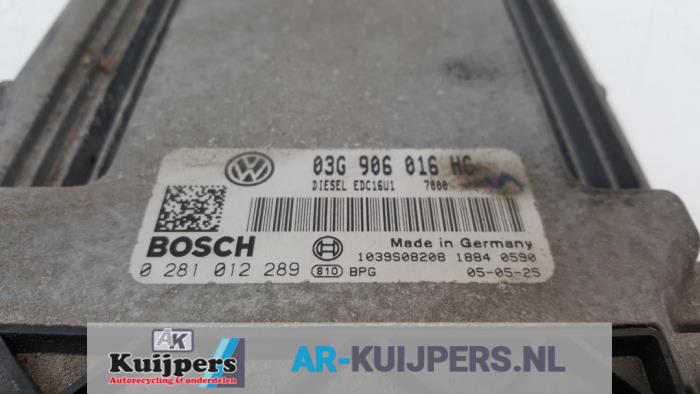 03G 906 016 HG
DIESEL EDC16U1 7000
BOSCH
Made in Germany
0 281 012 289
810 BPG
1039S08208 1884 0590
05-05-25
AK
Kuijpers
Autorecycling & onderdelen
AR-KUIJPERS.NL